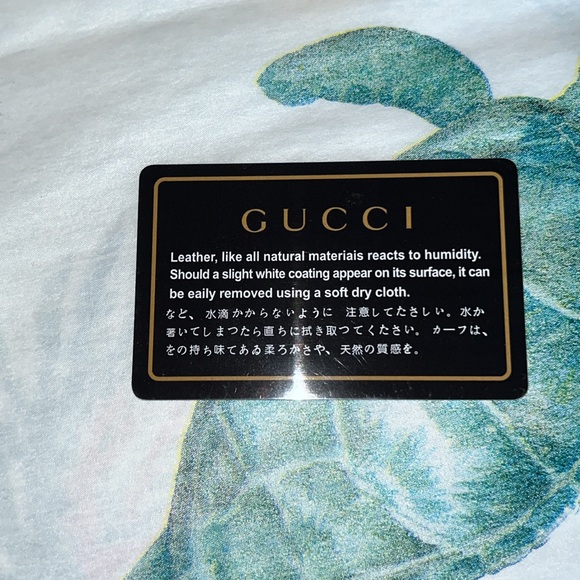 GUCCI
Leather, like all natural materiais reacts to humidity.
Should a slight white coating appear on its surface, it can
be eaily removed using a soft dry cloth.
など、水滴かからないように 注意してたさしい。水か
著いてしまつたら直ちに拭き取つてくたさい。カーフは、
をの持ち味てある柔ろかさや、天然の質感を。